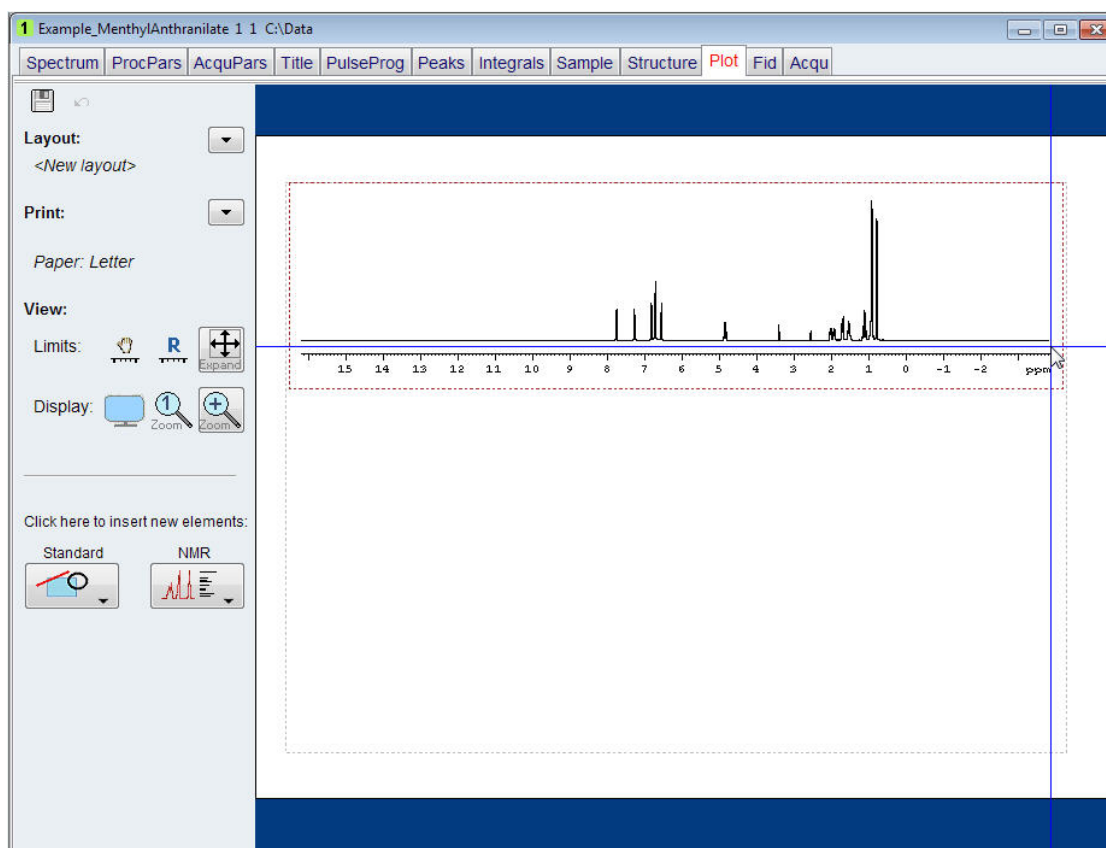 1 Example_MenthylAnthranilate 1 1 C:\Data
Spectrum ProcPars AcquPars Title PulseProg Peaks Integrals Sample Structure Plot Fid Acqu
Layout:
<New layout>
Print:
Paper: Letter
View:
Limits: R Expand
Display: 1 Zoom Zoom
Click here to insert new elements:
Standard NMR
15 14 13 12 11 10 9 8 7 6 5 4 3 2 1 0 -1 -2 ppm